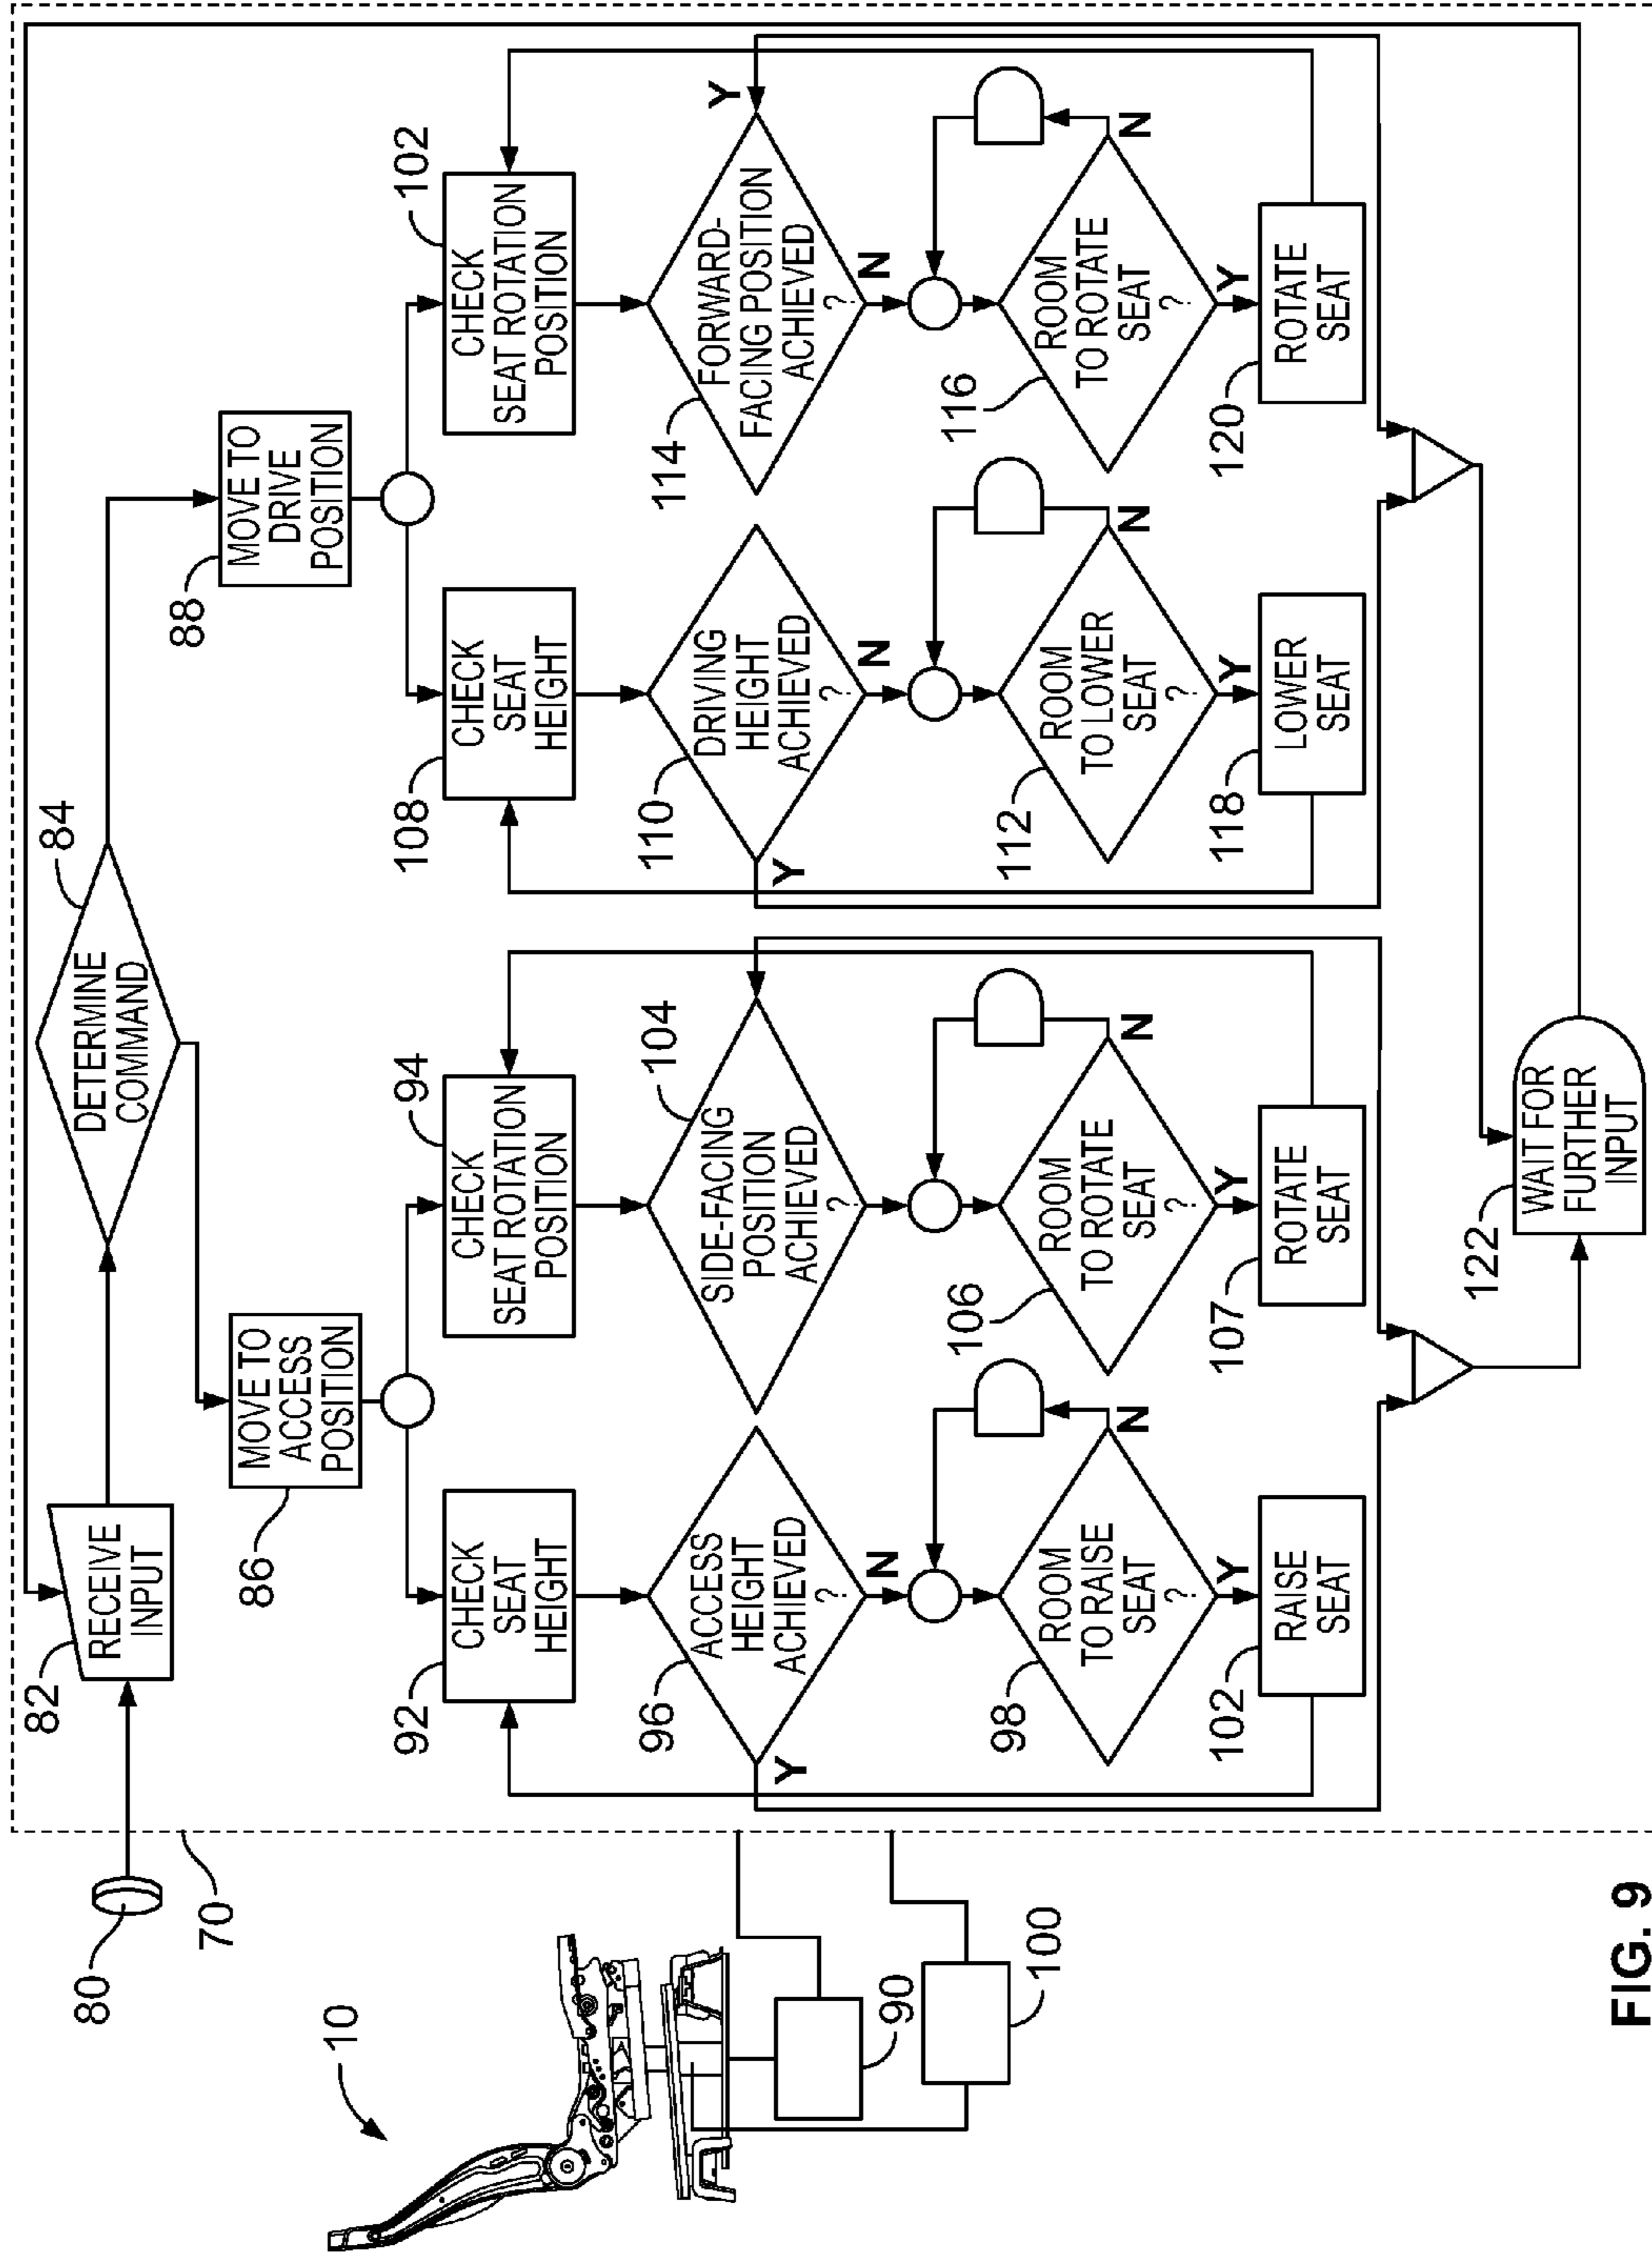 10
80
70
90
100
82
RECEIVE
INPUT
84
DETERMINE
COMMAND
86
MOVE TO
ACCESS
POSITION
88
MOVE TO
DRIVE
POSITION
92
CHECK
SEAT
HEIGHT
94
CHECK
SEAT ROTATION
POSITION
108
CHECK
SEAT
HEIGHT
102
CHECK
SEAT ROTATION
POSITION
96
ACCESS
HEIGHT
ACHIEVED
?
Y
N
104
SIDE-FACING
POSITION
ACHIEVED
?
110
DRIVING
HEIGHT
ACHIEVED
?
Y
N
114
FORWARD-
FACING POSITION
ACHIEVED
?
Y
N
98
ROOM
TO RAISE
SEAT
?
N
Y
106
ROOM
TO ROTATE
SEAT
?
N
Y
112
ROOM
TO LOWER
SEAT
?
N
Y
116
ROOM
TO ROTATE
SEAT
?
N
Y
102
RAISE
SEAT
107
ROTATE
SEAT
118
LOWER
SEAT
120
ROTATE
SEAT
122
WAIT FOR
FURTHER
INPUT
FIG. 9